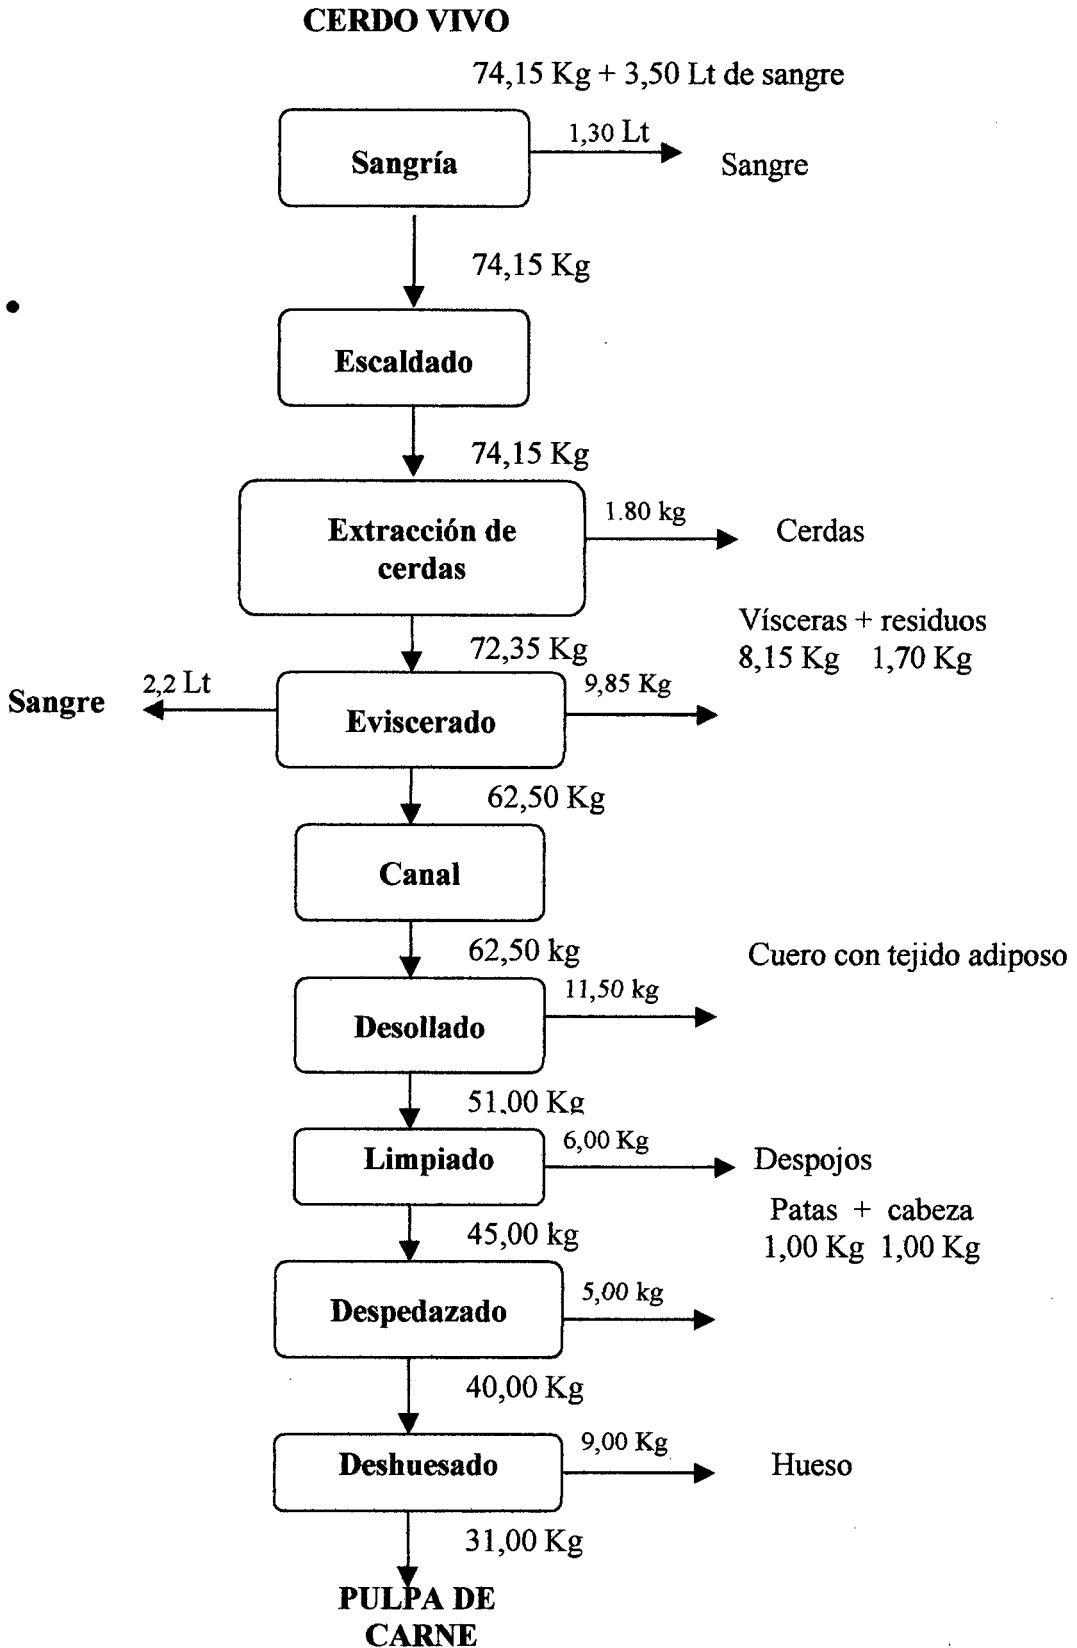 CERDO VIVO
74,15 Kg + 3,50 Lt de sangre
1,30 Lt
Sangría
Sangre
74,15 Kg
Escaldado
74,15 Kg
1.80 kg
Extracción de
cerdas
Cerdas
Vísceras + residuos
8,15 Kg 1,70 Kg
72,35 Kg
9,85 Kg
2,2 Lt
Sangre
Eviscerado
62,50 Kg
Canal
62,50 kg
Cuero con tejido adiposo
11,50 kg
Desollado
51,00 Kg
6,00 Kg
Limpiado
Despojos
Patas + cabeza
1,00 Kg 1,00 Kg
45,00 kg
5,00 kg
Despedazado
40,00 Kg
9,00 Kg
Deshuesado
Hueso
31,00 Kg
PULPA DE
CARNE